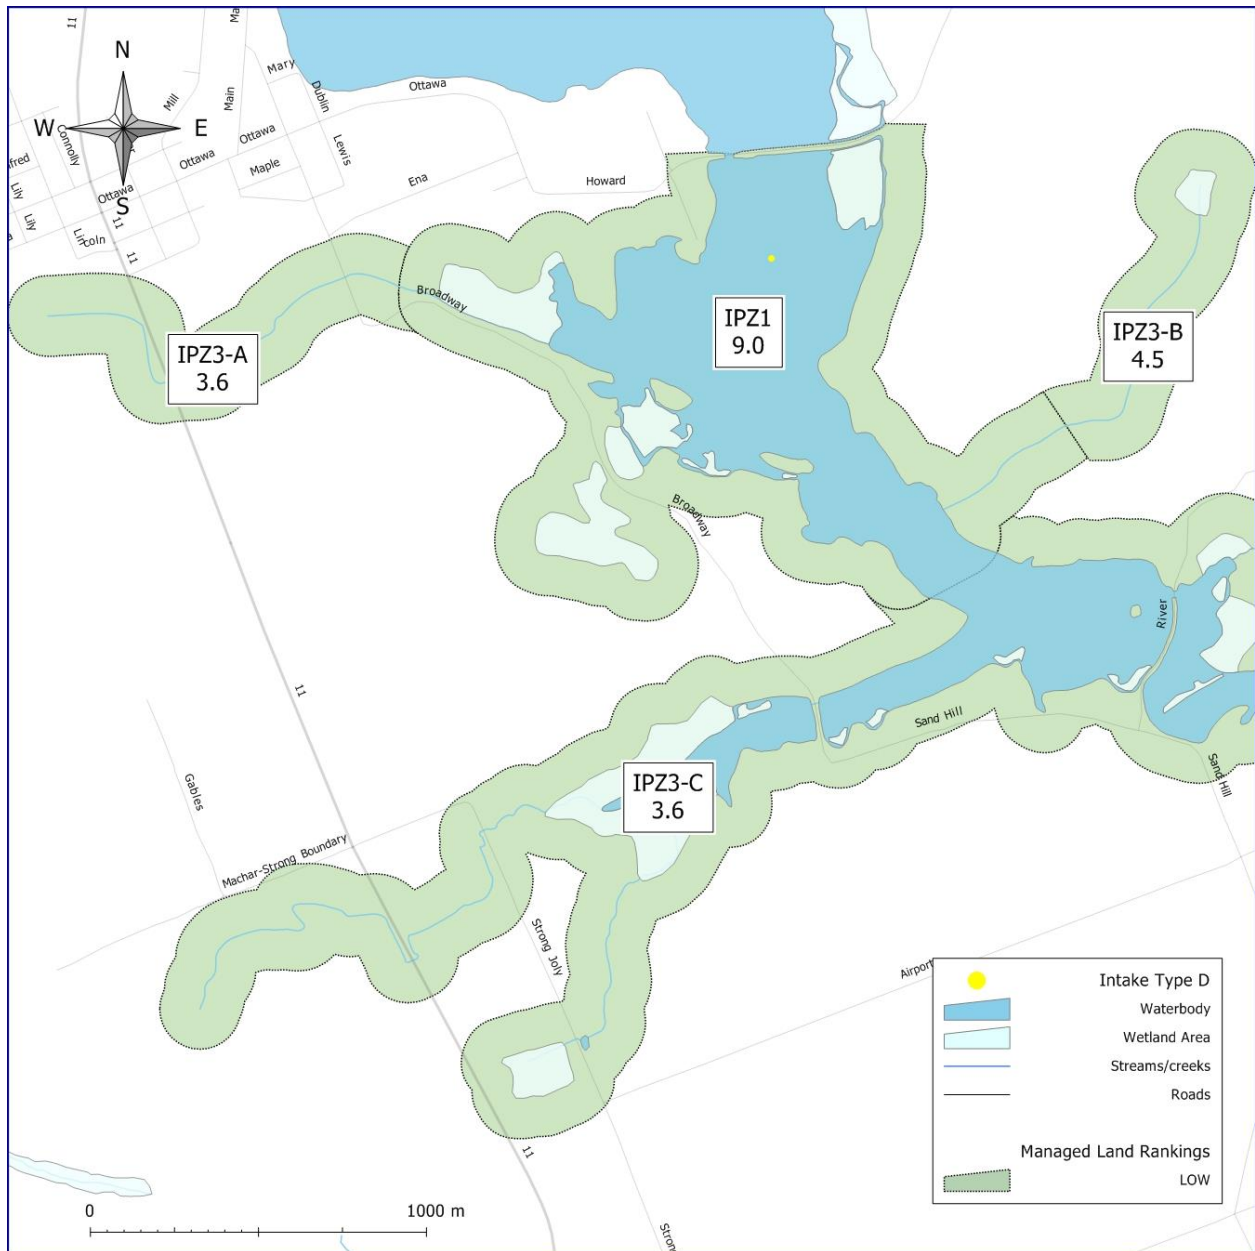 11
Ma
N
Mary
Dublin
Ottawa
Mill
Main
W
E
Connolly
Ottawa
Lewis
Maple
Ottawa
Ena
Howard
Lily
Ottawa
S
Lily
11
Lincoln
11
Broadway
IPZ1
9.0
IPZ3-A
3.6
IPZ3-B
4.5
Broadway
River
11
Sand Hill
Gables
IPZ3-C
3.6
Sand Hill
Machar-Strong Boundary
Strong Joly
Airport
Intake Type D
Waterbody
Wetland Area
Streams/creeks
Roads
Managed Land Rankings
LOW
11
0
1000 m
Strong